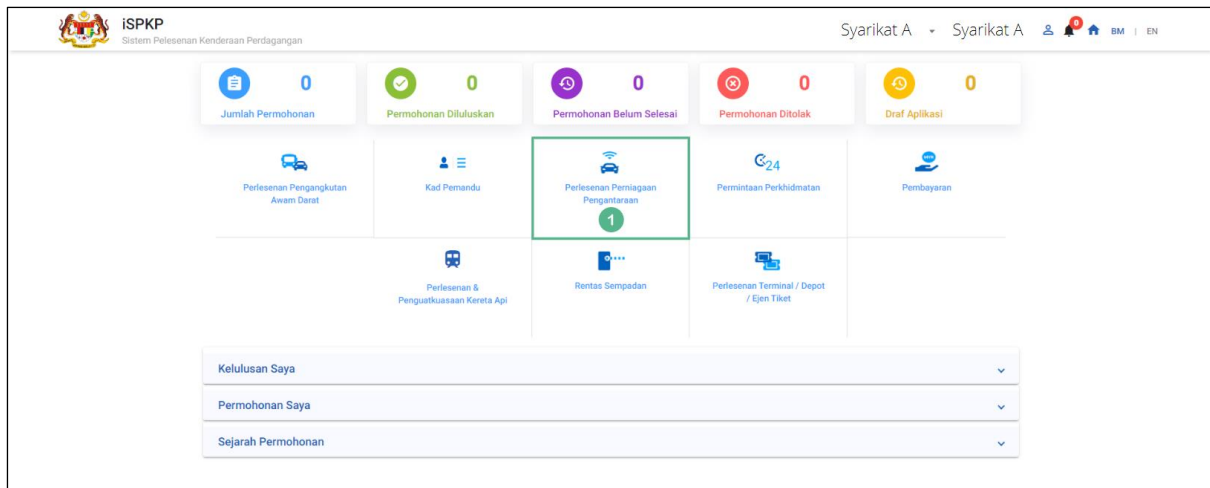 iSPKP
Sistem Pelesenan Kenderaan Perdagangan
Syarikat A Syarikat A 0 BM | EN
0 0 0 0 0
Jumlah Permohonan Permohonan Diluluskan Permohonan Belum Selesai Permohonan Ditolak Draf Aplikasi
24
Perlesenan Pengangkutan
Awam Darat
Kad Pemandu
Perlesenan Perniagaan
Pengantaraan
1
Permintaan Perkhidmatan
Pembayaran
Perlesenan &
Penguatkuasaan Kereta Api
Rentas Sempadan
Perlesenan Terminal / Depot
/ Ejen Tiket
Kelulusan Saya
Permohonan Saya
Sejarah Permohonan